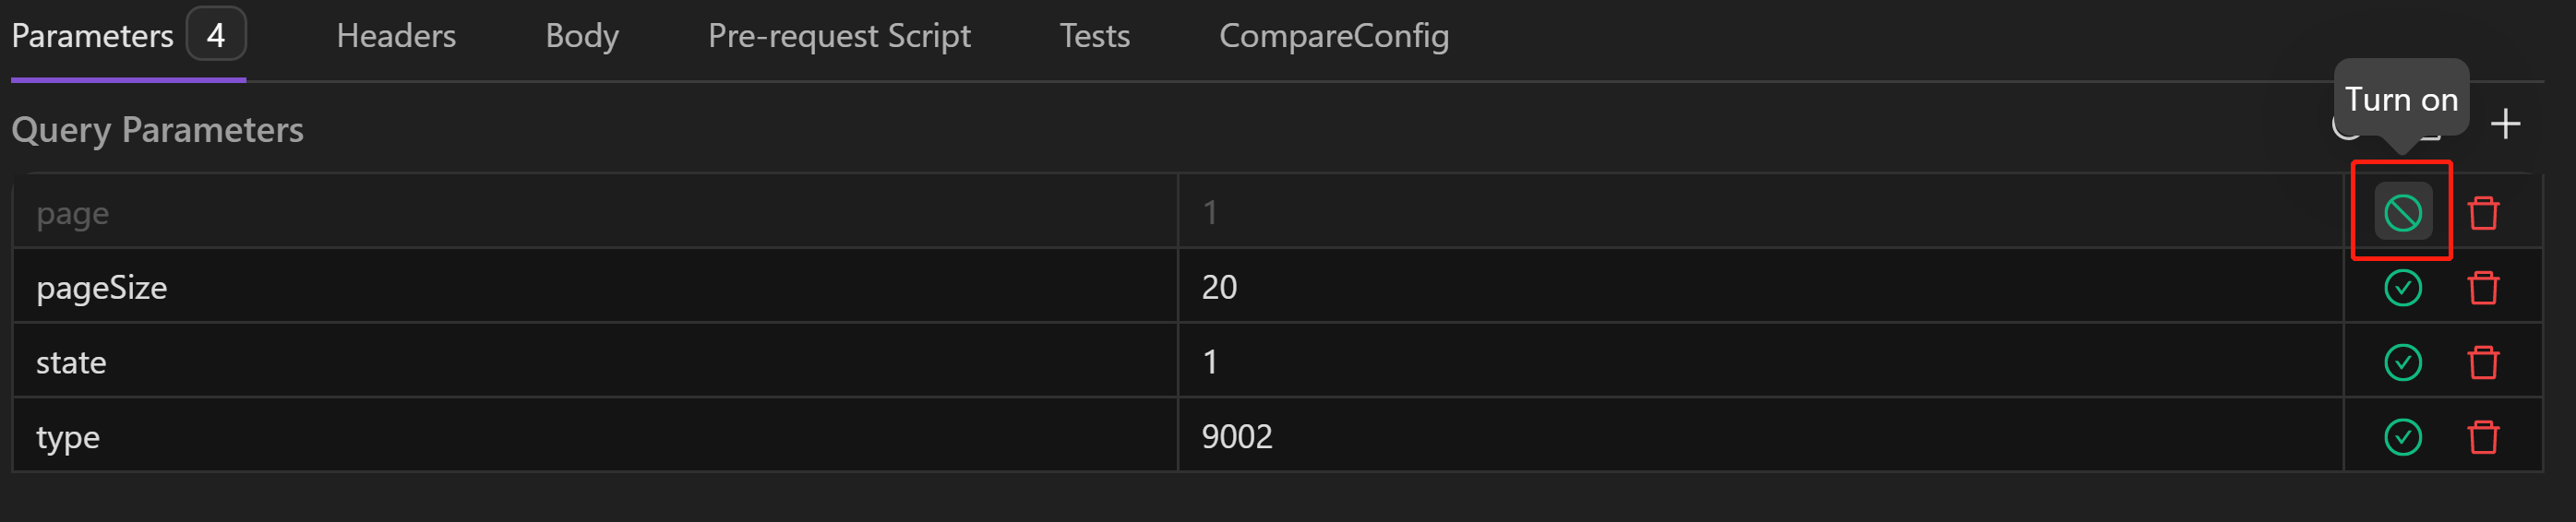 Parameters 4 Headers Body Pre-request Script Tests CompareConfig
Turn on
Query Parameters
page 1
pageSize 20
state 1
type 9002